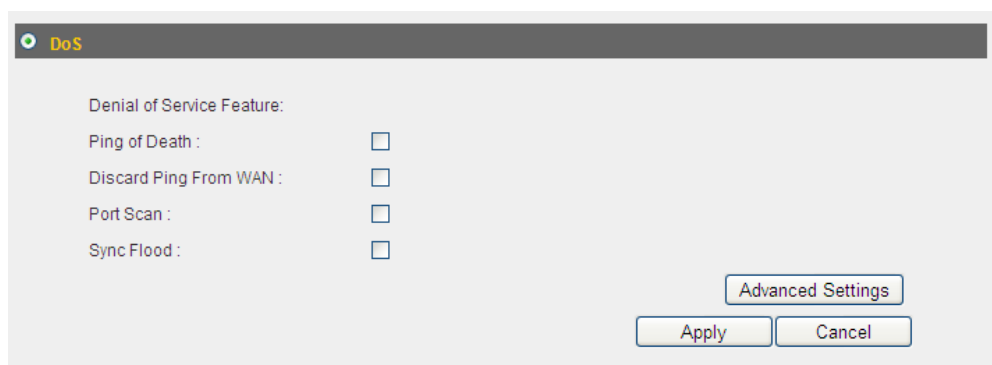 DoS
Denial of Service Feature:
Ping of Death :
Discard Ping From WAN :
Port Scan :
Sync Flood :
Advanced Settings
Apply Cancel